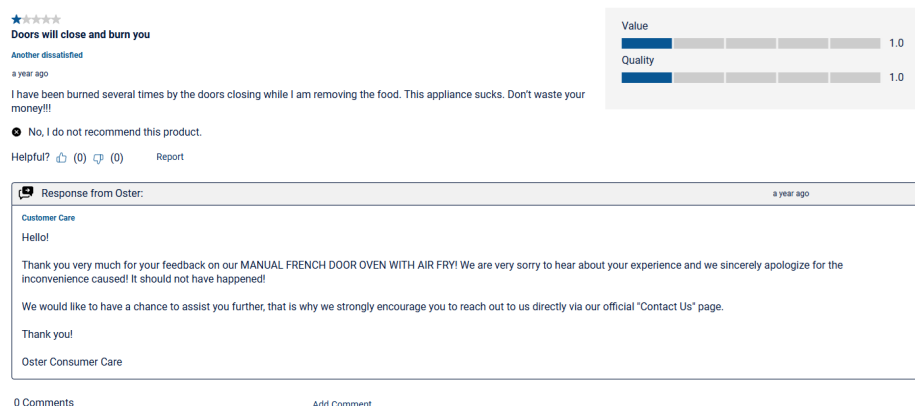 Doors will close and burn you
Another dissatisfied
a year ago
I have been burned several times by the doors closing while I am removing the food. This appliance sucks. Don't waste your
money!!!
No, I do not recommend this product.
Helpful? (0) (0) Report
Value
1.0
Quality
1.0
Response from Oster: a year ago
Customer Care
Hello!
Thank you very much for your feedback on our MANUAL FRENCH DOOR OVEN WITH AIR FRY! We are very sorry to hear about your experience and we sincerely apologize for the
inconvenience caused! It should not have happened!
We would like to have a chance to assist you further, that is why we strongly encourage you to reach out to us directly via our official "Contact Us" page.
Thank you!
Oster Consumer Care
0 Comments Add Comment